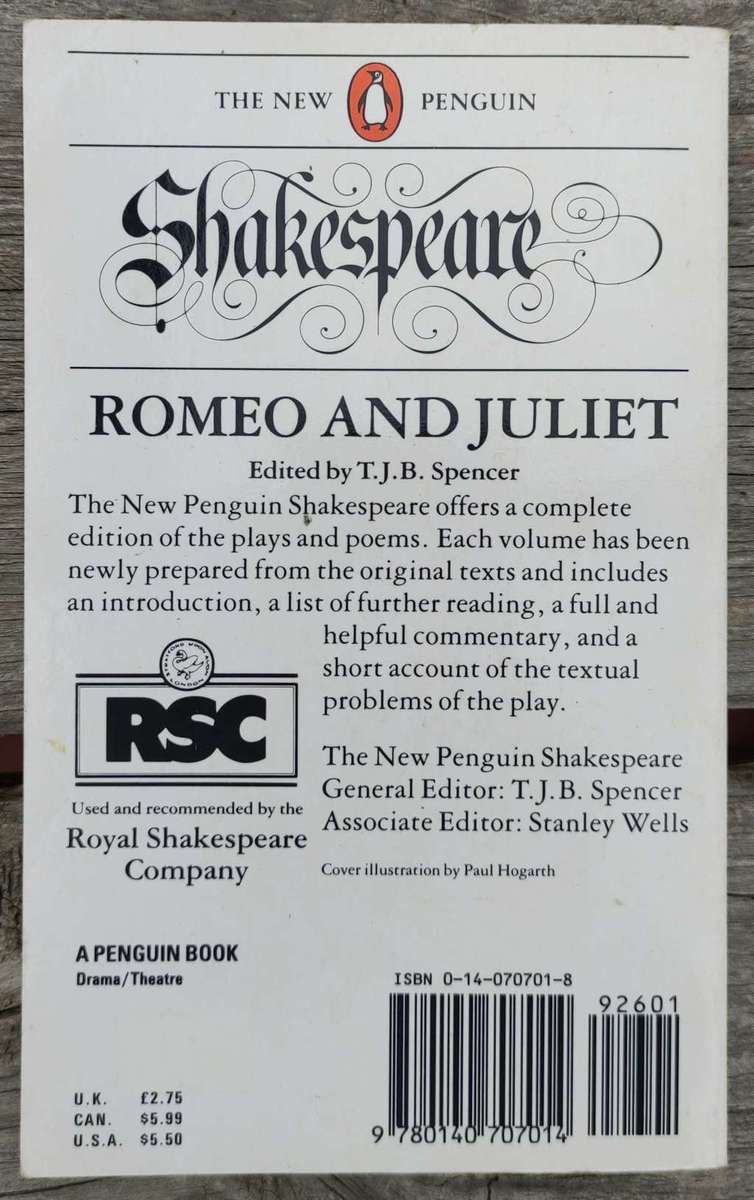 THE NEW PENGUIN
Shakespeare
ROMEO AND JULIET
Edited by T.J.B. Spencer
The New Penguin Shakespeare offers a complete
edition of the plays and poems. Each volume has been
newly prepared from the original texts and includes
an introduction, a list of further reading, a full and
helpful commentary, and a
short account of the textual
problems of the play.
STRATFORD UPON AVON
LONDON
RSC
Used and recommended by the
Royal Shakespeare
Company
The New Penguin Shakespeare
General Editor: T.J.B. Spencer
Associate Editor: Stanley Wells
Cover illustration by Paul Hogarth
A PENGUIN BOOK
Drama/Theatre
ISBN 0-14-070701-8
92601
9 780140 707014
U.K. £2.75
CAN. $5.99
U.S.A. $5.50